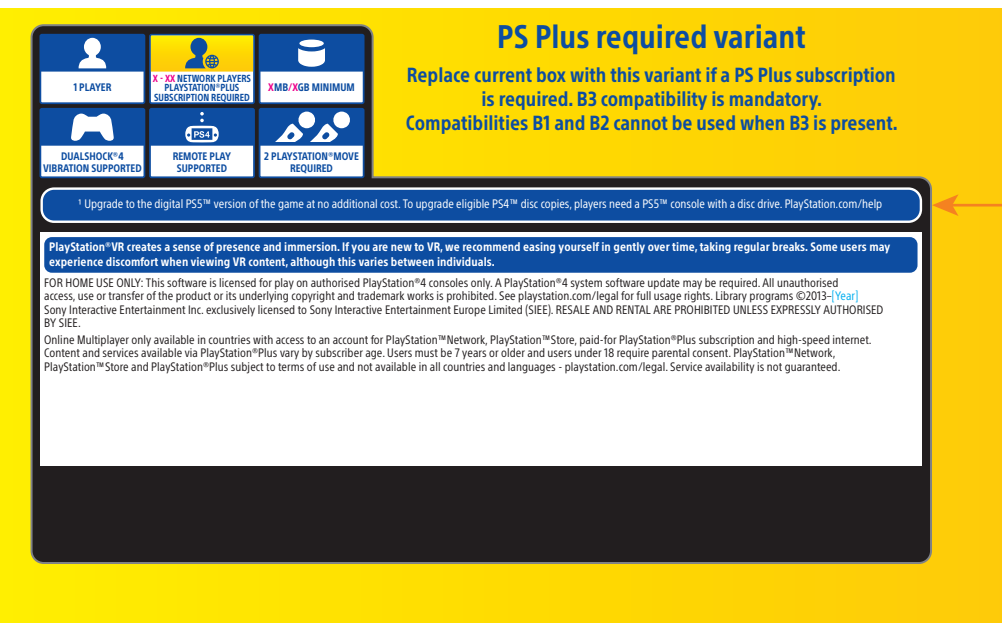 PS Plus required variant
Replace current box with this variant if a PS Plus subscription
is required. B3 compatibility is mandatory.
Compatibilities B1 and B2 cannot be used when B3 is present.
1 PLAYER
X - XX NETWORK PLAYERS
PLAYSTATION®PLUS
SUBSCRIPTION REQUIRED
XMB/XGB MINIMUM
DUALSHOCK®4
VIBRATION SUPPORTED
PS4
REMOTE PLAY
SUPPORTED
2 PLAYSTATION®MOVE
REQUIRED
¹ Upgrade to the digital PS5™ version of the game at no additional cost. To upgrade eligible PS4™ disc copies, players need a PS5™ console with a disc drive. PlayStation.com/help
PlayStation®VR creates a sense of presence and immersion. If you are new to VR, we recommend easing yourself in gently over time, taking regular breaks. Some users may
experience discomfort when viewing VR content, although this varies between individuals.
FOR HOME USE ONLY: This software is licensed for play on authorised PlayStation®4 consoles only. A PlayStation®4 system software update may be required. All unauthorised
access, use or transfer of the product or its underlying copyright and trademark works is prohibited. See playstation.com/legal for full usage rights. Library programs ©2013–[Year]
Sony Interactive Entertainment Inc. exclusively licensed to Sony Interactive Entertainment Europe Limited (SIEE). RESALE AND RENTAL ARE PROHIBITED UNLESS EXPRESSLY AUTHORISED
BY SIEE.
Online Multiplayer only available in countries with access to an account for PlayStation™Network, PlayStation™Store, paid-for PlayStation®Plus subscription and high-speed internet.
Content and services available via PlayStation®Plus vary by subscriber age. Users must be 7 years or older and users under 18 require parental consent. PlayStation™Network,
PlayStation™Store and PlayStation®Plus subject to terms of use and not available in all countries and languages - playstation.com/legal. Service availability is not guaranteed.